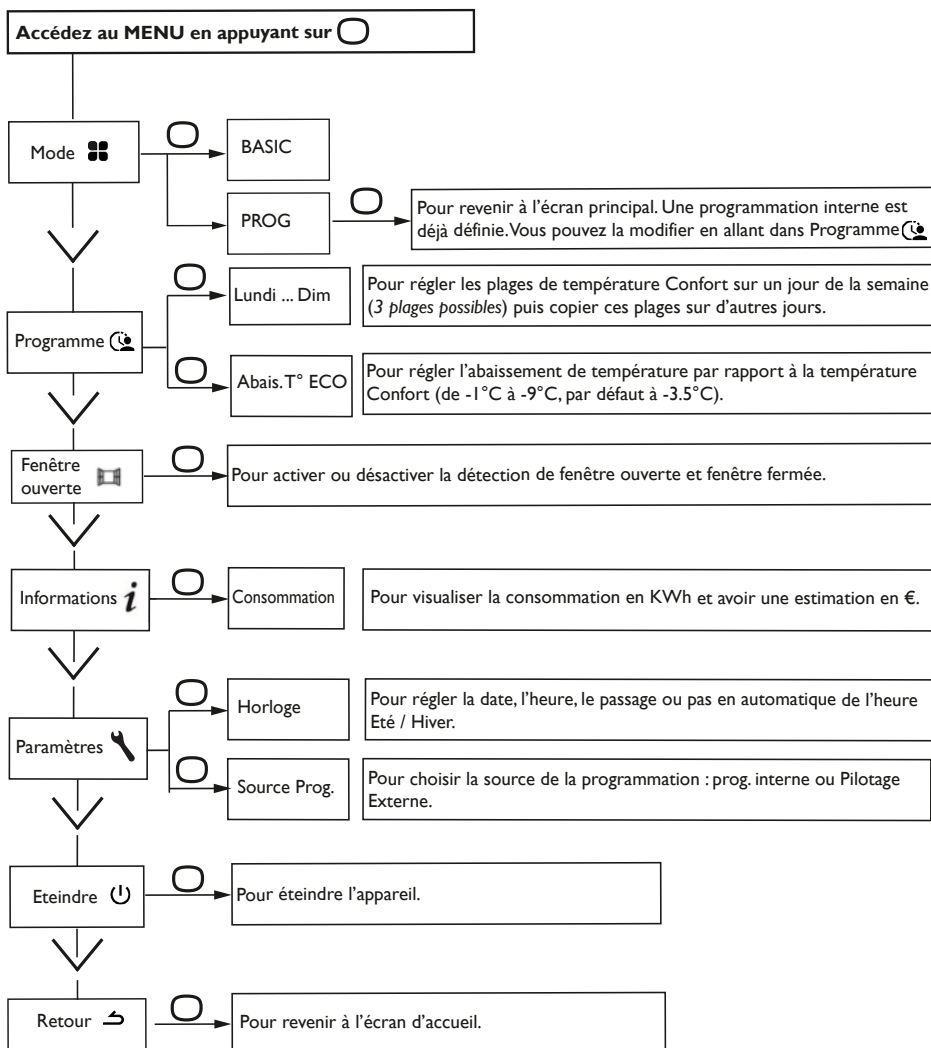 Accédez au MENU en appuyant sur
Mode
BASIC
PROG
Pour revenir à l'écran principal. Une programmation interne est
déjà définie. Vous pouvez la modifier en allant dans Programme
Programme
Lundi ... Dim
Pour régler les plages de température Confort sur un jour de la semaine
(3 plages possibles) puis copier ces plages sur d'autres jours.
Abais. T° ECO
Pour régler l'abaissement de température par rapport à la température
Confort (de -1°C à -9°C, par défaut à -3.5°C).
Fenêtre
ouverte
Pour activer ou désactiver la détection de fenêtre ouverte et fenêtre fermée.
Informations i
Consommation
Pour visualiser la consommation en KWh et avoir une estimation en €.
Paramètres
Horloge
Pour régler la date, l'heure, le passage ou pas en automatique de l'heure
Eté / Hiver.
Source Prog.
Pour choisir la source de la programmation : prog. interne ou Pilotage
Externe.
Eteindre
Pour éteindre l'appareil.
Retour
Pour revenir à l'écran d'accueil.